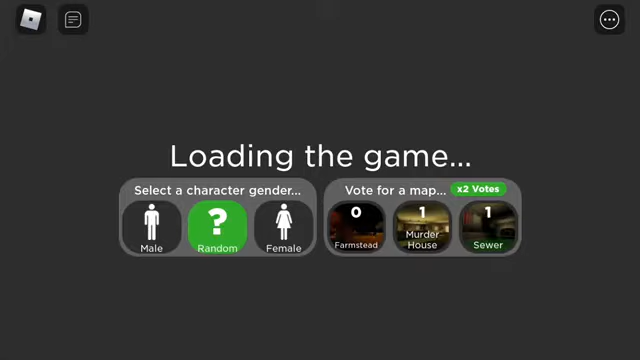 Loading the game...
Select a character gender...
Vote for a map...
x2 Votes
?
Male
Random
Female
0
Farmstead
1
Murder
House
1
Sewer